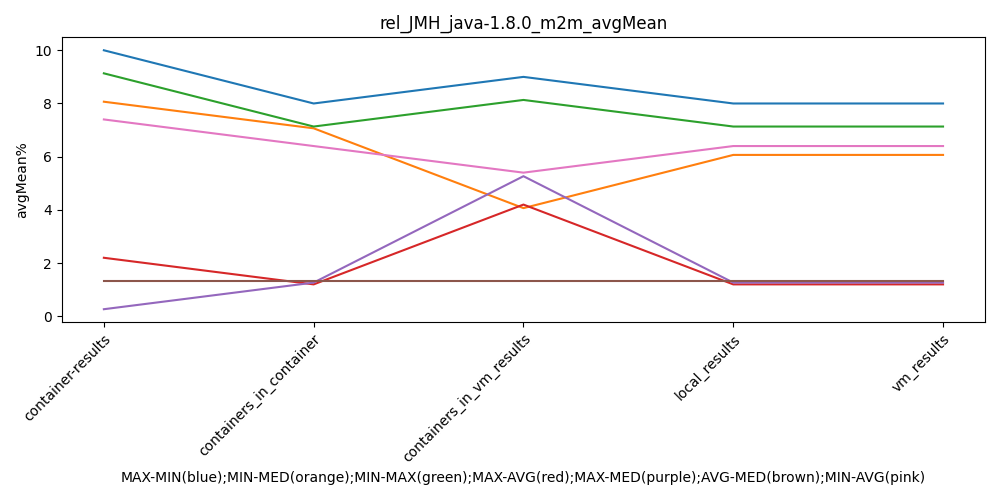 rel_JMH_java-1.8.0_m2m_avgMean
avgMean%
10
8
6
4
2
0
container-results
containers_in_container
containers_in_vm_results
local_results
vm_results
MAX-MIN(blue);MIN-MED(orange);MIN-MAX(green);MAX-AVG(red);MAX-MED(purple);AVG-MED(brown);MIN-AVG(pink)